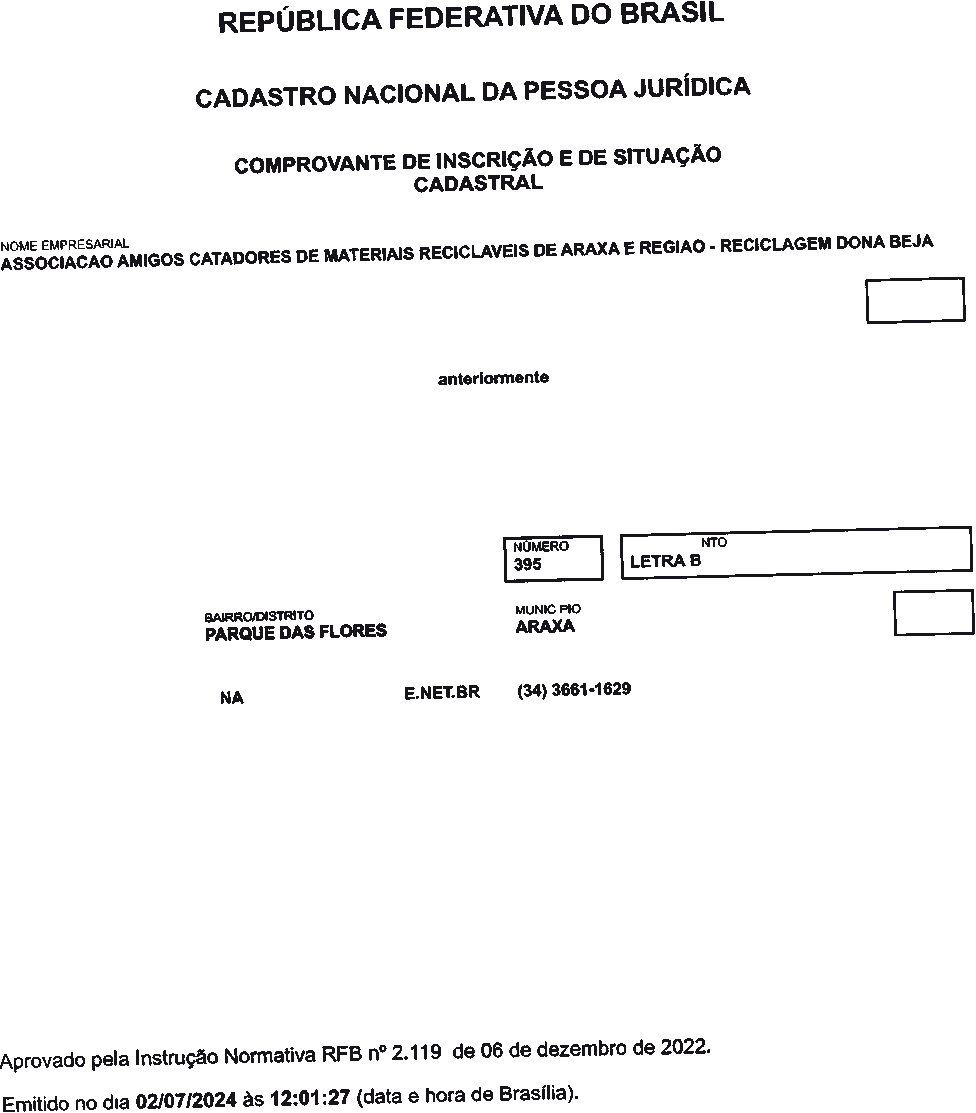 REPÚBLICA FEDERATIVA DO BRASIL
CADASTRO NACIONAL DA PESSOA JURÍDICA
COMPROVANTE DE INSCRIÇÃO E DE SITUAÇÃO
CADASTRAL
NOME EMPRESARIAL
ASSOCIACAO AMIGOS CATADORES DE MATERIAIS RECICLAVEIS DE ARAXA E REGIAO - RECICLAGEM DONA BEJA
anteriormente
NÚMERO NTO
395 LETRA B
BAIRRO/DISTRITO MUNIC PIO
PARQUE DAS FLORES ARAXA
NA E.NET.BR (34) 3661-1629
Aprovado pela Instrução Normativa RFB nº 2.119 de 06 de dezembro de 2022.
Emitido no dia 02/07/2024 às 12:01:27 (data e hora de Brasília).